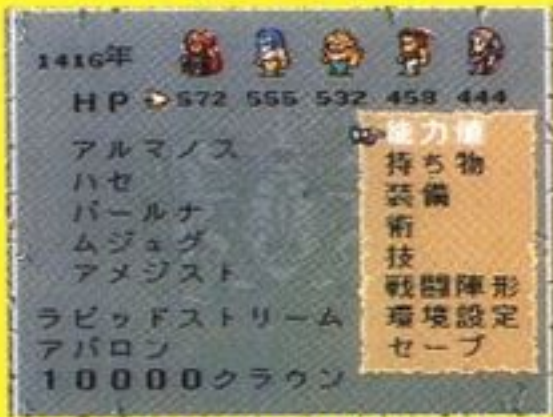 1416年
HP 572 555 532 458 444
アルマノス
ハセ
パールナ
ムジュグ
アメジスト
ラピッドストリーム
アバロン
10000クラウン
能力値
持ち物
装備
術
技
戦闘陣形
環境設定
セーブ